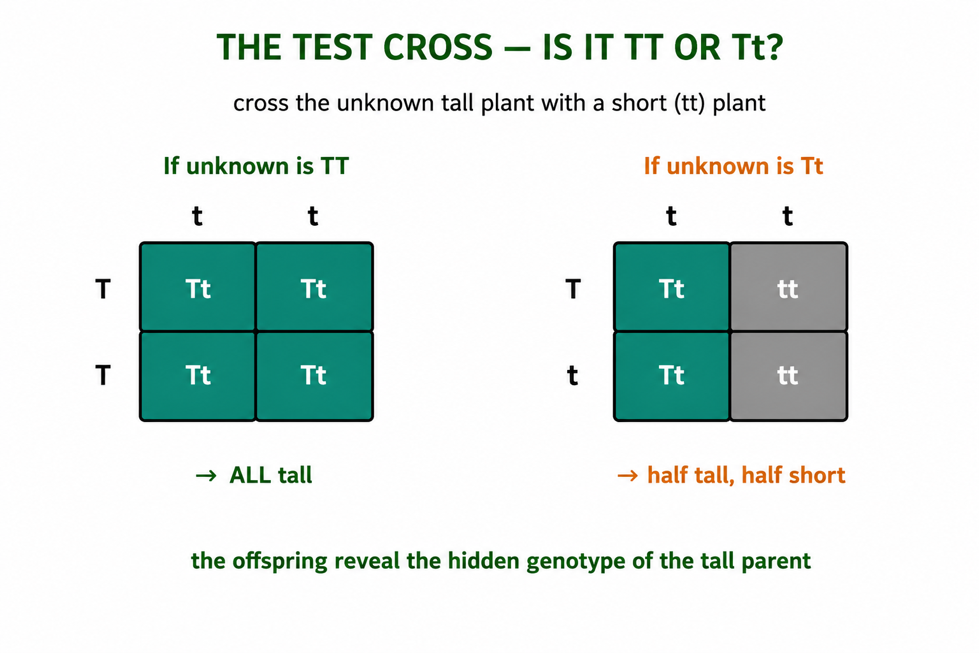 THE TEST CROSS — IS IT TT OR Tt?
cross the unknown tall plant with a short (tt) plant
If unknown is TT
t t
T Tt Tt
T Tt Tt
→ ALL tall
If unknown is Tt
t t
T Tt tt
t Tt tt
→ half tall, half short
the offspring reveal the hidden genotype of the tall parent